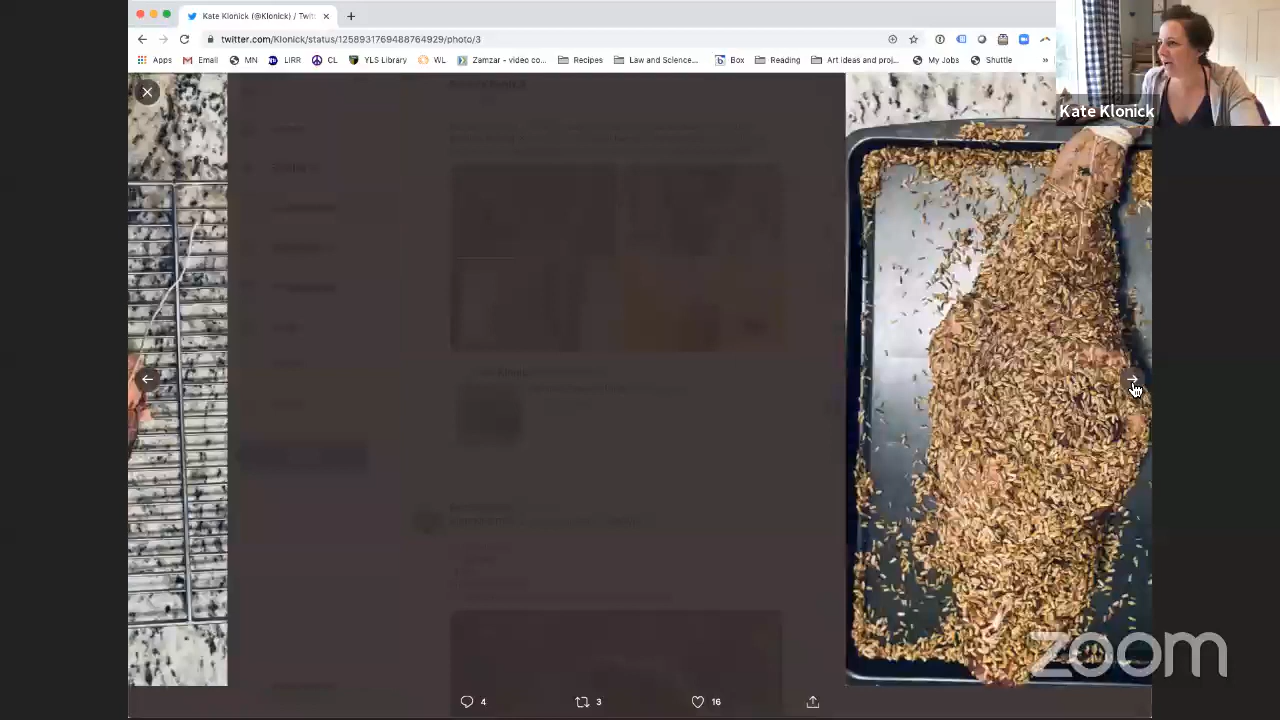 Kate Klonick (@Klonick) / Twitt
twitter.com/Klonick/status/1258931769488764929/photo/3
Apps Email MN LIRR CL YLS Library WL Zamzar - video co... Recipes Law and Science... Box Reading Art ideas and proj... My Jobs Shuttle »
Kate Klonick
4 3 16
zoom